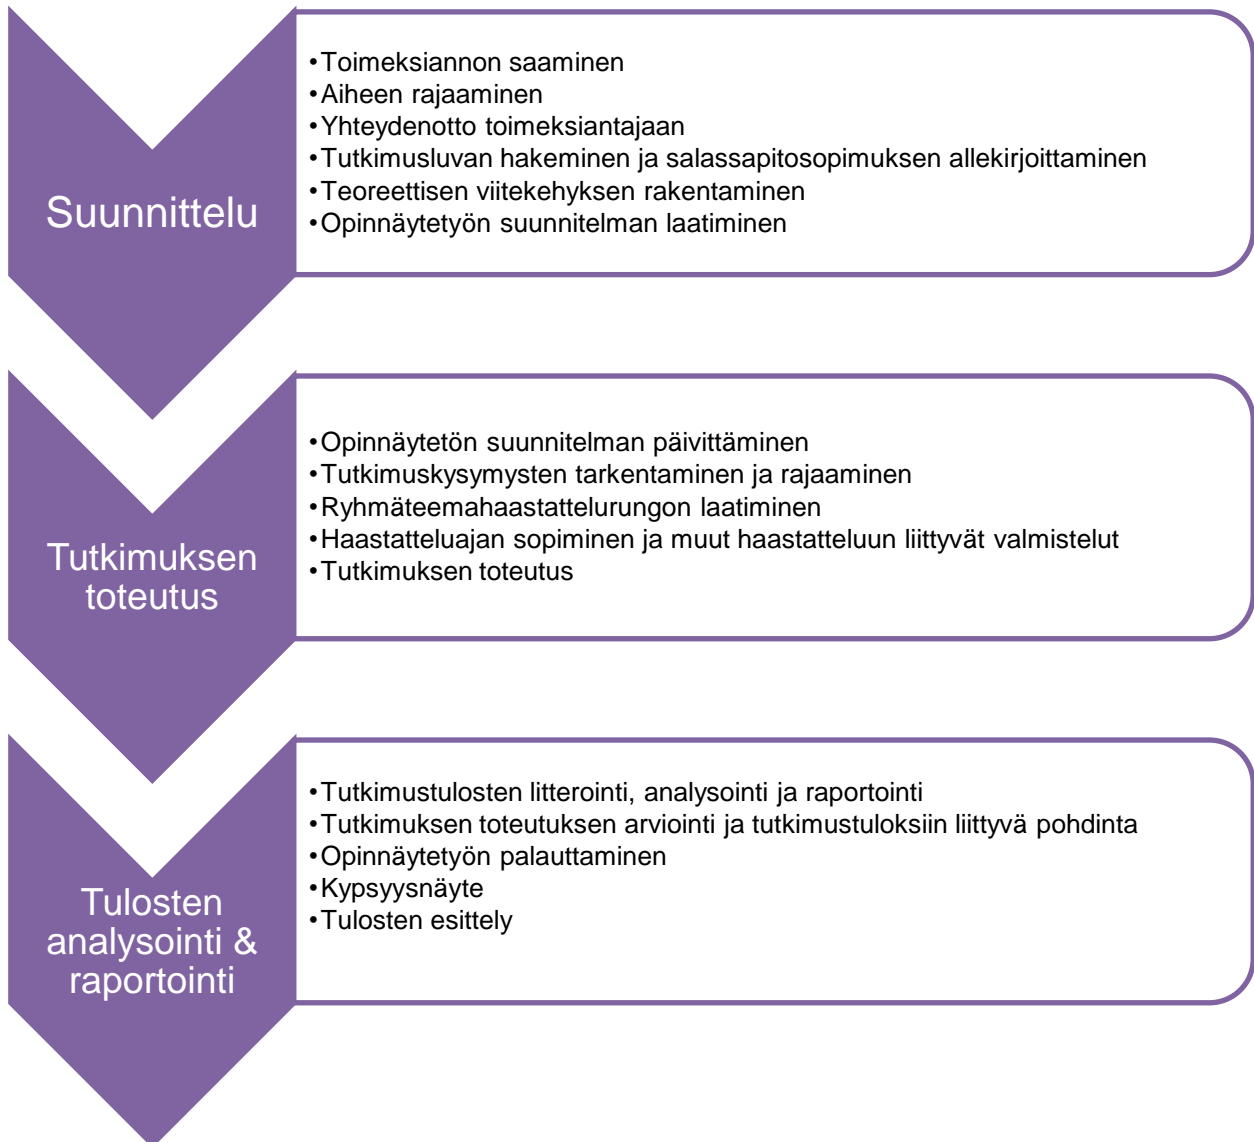 Suunnittelu
•Toimeksiannon saaminen
•Aiheen rajaaminen
•Yhteydenotto toimeksiantajaan
•Tutkimusluvan hakeminen ja salassapitosopimuksen allekirjoittaminen
•Teoreettisen viitekehyksen rakentaminen
•Opinnäytetyön suunnitelman laatiminen
Tutkimuksen
toteutus
•Opinnäytetön suunnitelman päivittäminen
•Tutkimuskysymysten tarkentaminen ja rajaaminen
•Ryhmäteemahaastattelurungon laatiminen
•Haastatteluajan sopiminen ja muut haastatteluun liittyvät valmistelut
•Tutkimuksen toteutus
Tulosten
analysointi &
raportointi
•Tutkimustulosten litterointi, analysointi ja raportointi
•Tutkimuksen toteutuksen arviointi ja tutkimustuloksiin liittyvä pohdinta
•Opinnäytetyön palauttaminen
•Kypsyysnäyte
•Tulosten esittely